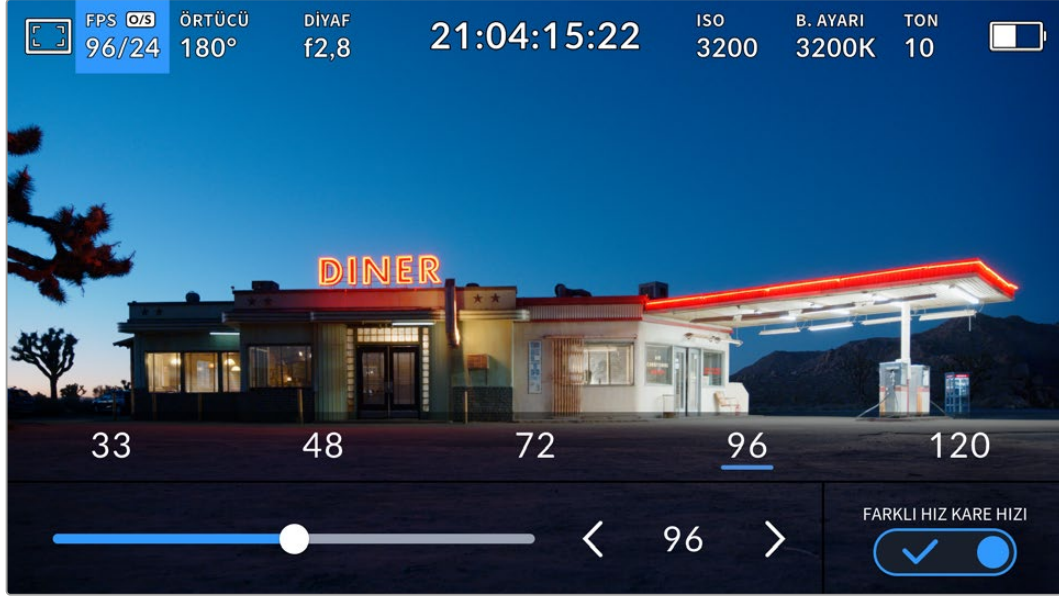 FPS O/S ÖRTÜCÜ DİYAF 21:04:15:22 ISO B. AYARI TON
96/24 180° f2,8 3200 3200K 10
DINER
33 48 72 96 120
96
FARKLI HIZ KARE HIZI